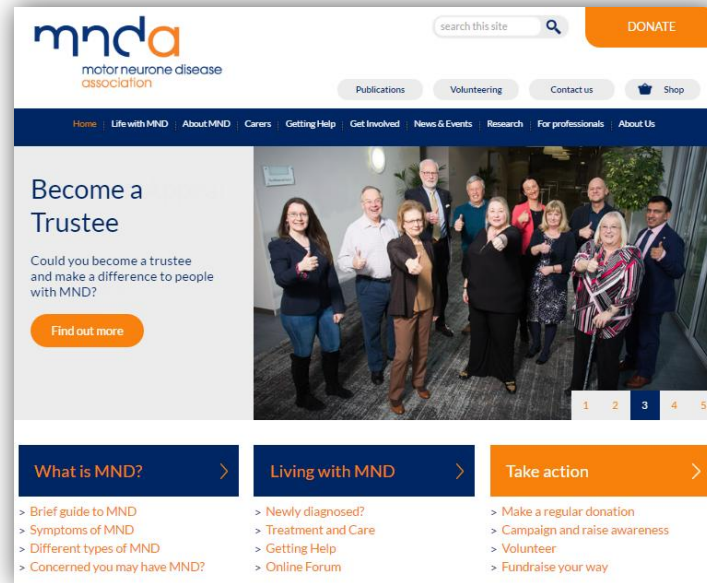 mnda
motor neurone disease
association
search this site
DONATE
Publications
Volunteering
Contact us
Shop
Home
Life with MND
About MND
Carers
Getting Help
Get Involved
News & Events
Research
For professionals
About Us
Become a
Trustee
Could you become a trustee
and make a difference to people
with MND?
Find out more
1 2 3 4 5
What is MND?
> Brief guide to MND
> Symptoms of MND
> Different types of MND
> Concerned you may have MND?
Living with MND
> Newly diagnosed?
> Treatment and Care
> Getting Help
> Online Forum
Take action
> Make a regular donation
> Campaign and raise awareness
> Volunteer
> Fundraise your way